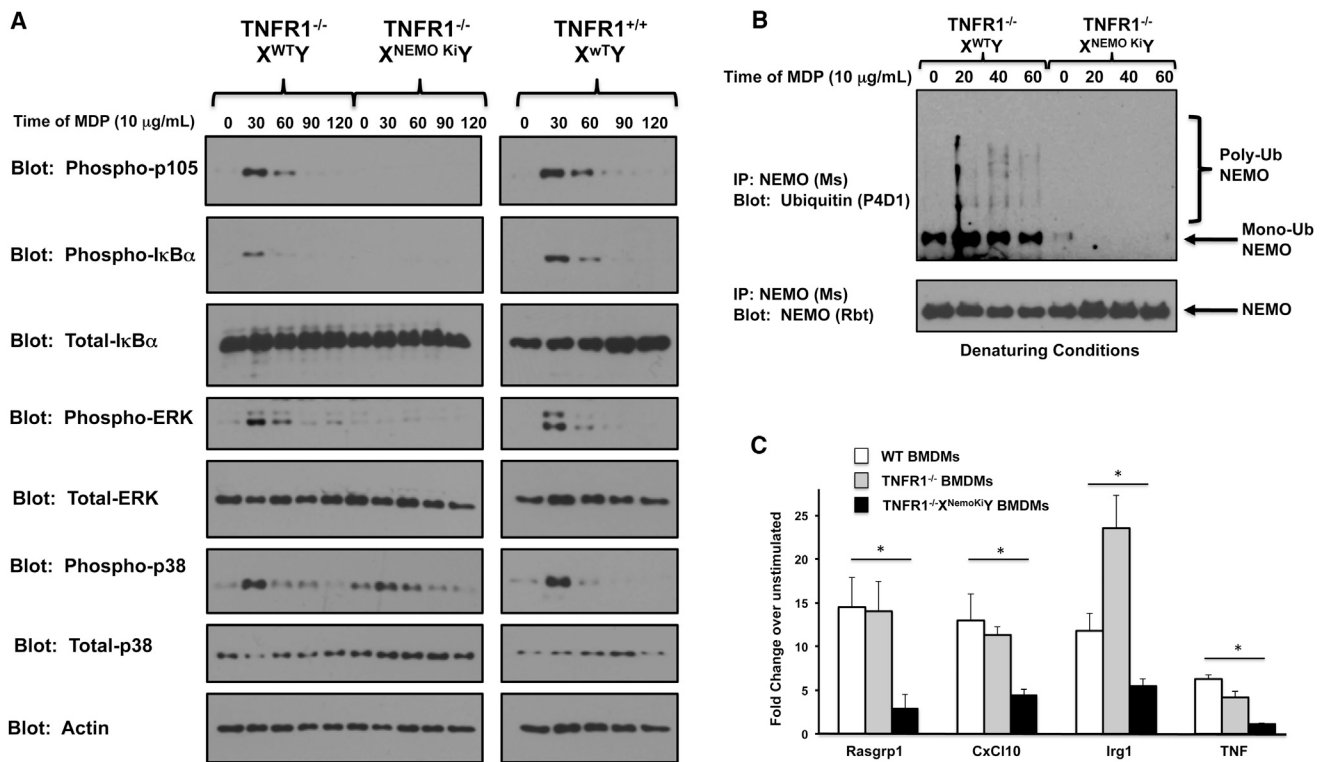 A
TNFR1-/- XWTY
TNFR1-/- XNEMO KiY
TNFR1+/+ XwTY
Time of MDP (10 μg/mL)
0 30 60 90 120 0 30 60 90 120
0 30 60 90 120
Blot: Phospho-p105
Blot: Phospho-IκBα
Blot: Total-IκBα
Blot: Phospho-ERK
Blot: Total-ERK
Blot: Phospho-p38
Blot: Total-p38
Blot: Actin
B
TNFR1-/- XWTY
TNFR1-/- XNEMO KiY
Time of MDP (10 μg/mL)
0 20 40 60 0 20 40 60
IP: NEMO (Ms)
Blot: Ubiquitin (P4D1)
Poly-Ub
NEMO
Mono-Ub
NEMO
IP: NEMO (Ms)
Blot: NEMO (Rbt)
NEMO
Denaturing Conditions
C
WT BMDMs
TNFR1-/- BMDMs
TNFR1-/-XNemoKiY BMDMs
Fold Change over unstimulated
25
20
15
10
5
0
*
*
*
*
Rasgrp1
CxCl10
Irg1
TNF